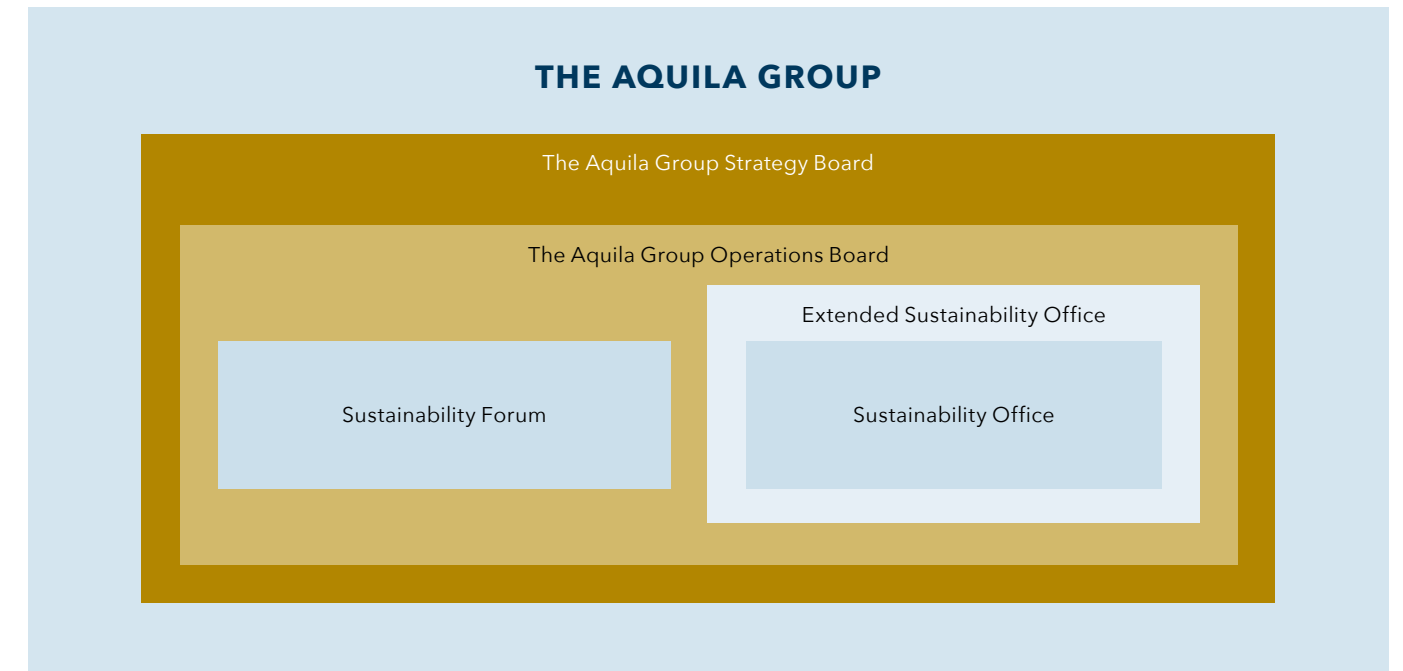 THE AQUILA GROUP
The Aquila Group Strategy Board
The Aquila Group Operations Board
Extended Sustainability Office
Sustainability Forum
Sustainability Office